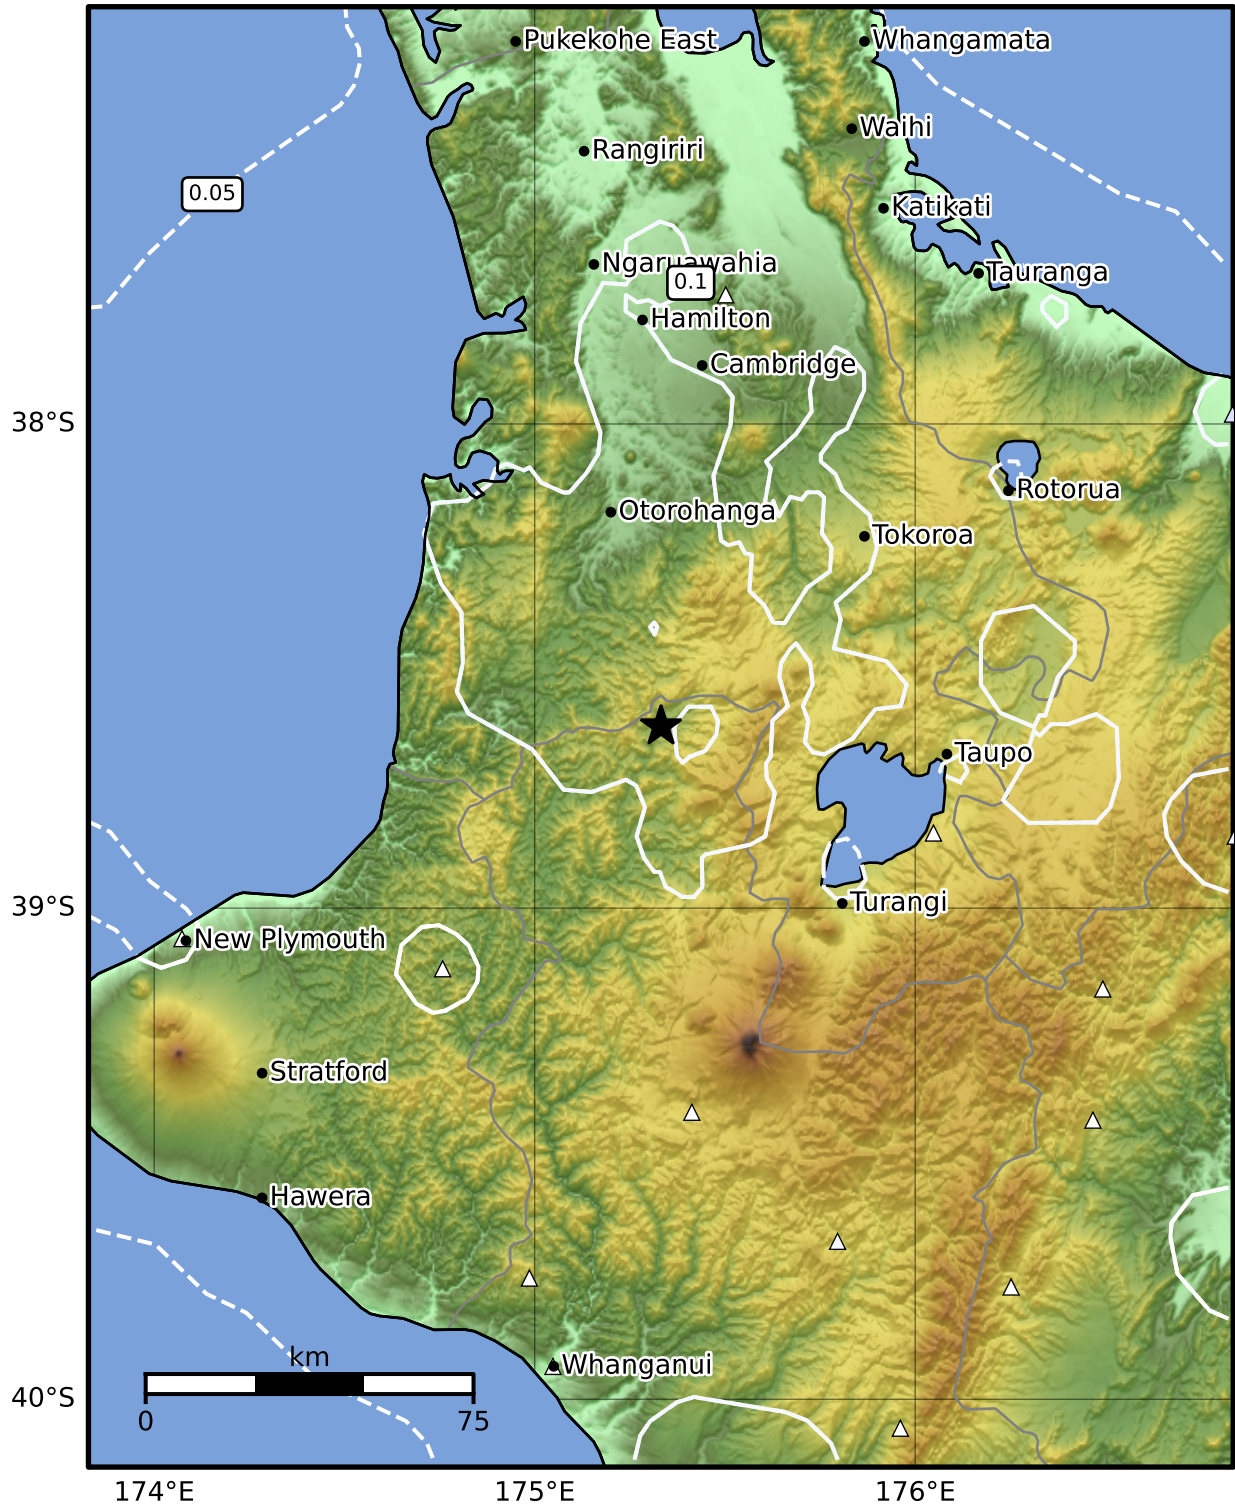 Pukekohe East
Whangamata
Waihi
Rangiriri
0.05
Katikati
Ngaruawahia
Tauranga
0.1
Hamilton
Cambridge
38°S
Rotorua
Otorohanga
Tokoroa
Taupo
39°S
Turangi
New Plymouth
Stratford
Hawera
km
Whanganui
40°S
0 75
174°E 175°E 176°E